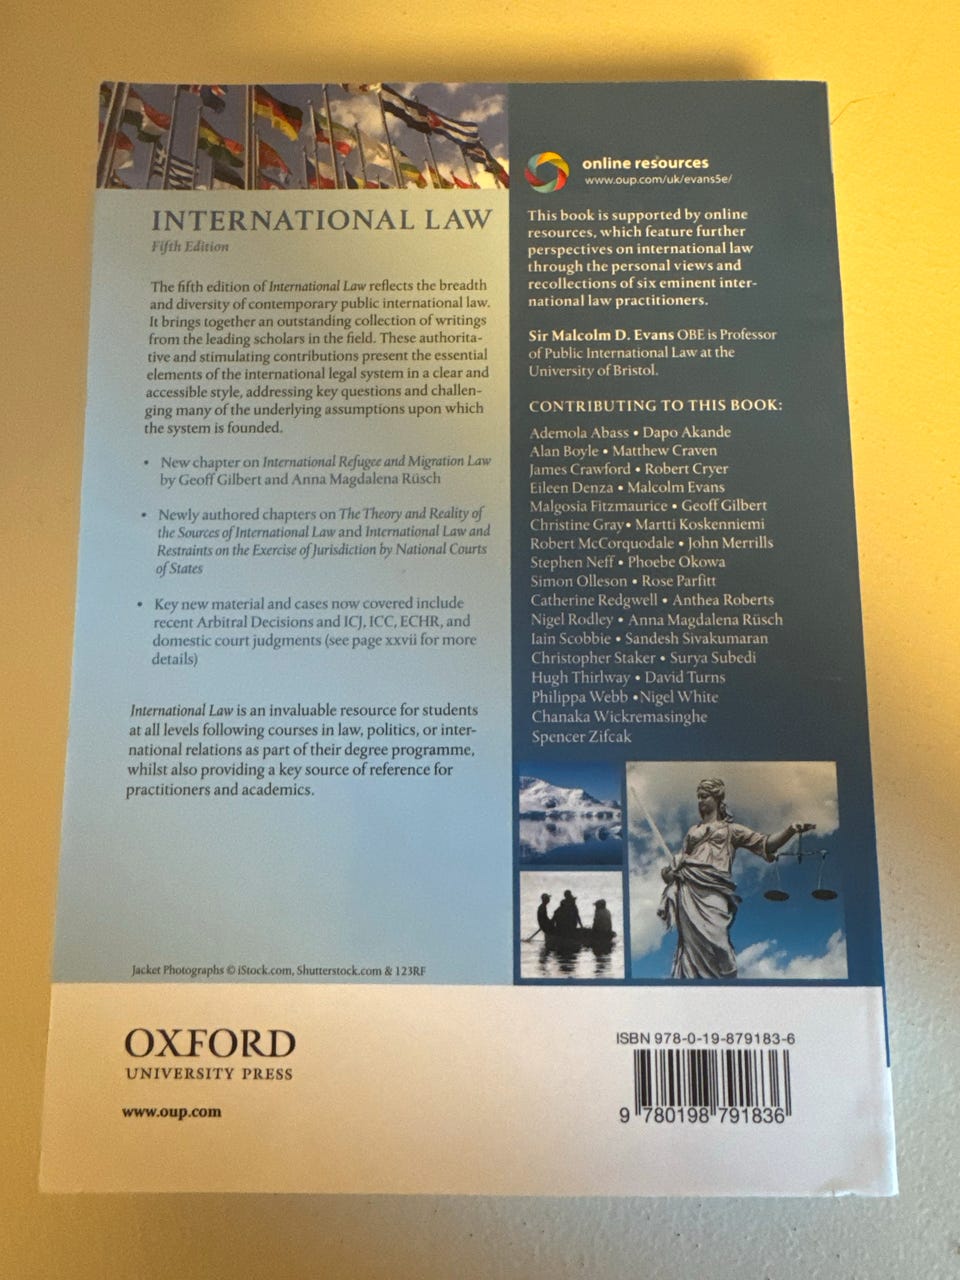 INTERNATIONAL LAW
Fifth Edition
The fifth edition of International Law reflects the breadth
and diversity of contemporary public international law.
It brings together an outstanding collection of writings
from the leading scholars in the field. These authorita-
tive and stimulating contributions present the essential
elements of the international legal system in a clear and
accessible style, addressing key questions and challen-
ging many of the underlying assumptions upon which
the system is founded.
• New chapter on International Refugee and Migration Law
by Geoff Gilbert and Anna Magdalena Rüsch
• Newly authored chapters on The Theory and Reality of
the Sources of International Law and International Law and
Restraints on the Exercise of Jurisdiction by National Courts
of States
• Key new material and cases now covered include
recent Arbitral Decisions and ICJ, ICC, ECHR, and
domestic court judgments (see page xxvii for more
details)
International Law is an invaluable resource for students
at all levels following courses in law, politics, or inter-
national relations as part of their degree programme,
whilst also providing a key source of reference for
practitioners and academics.
Jacket Photographs © iStock.com, Shutterstock.com & 123RF
online resources
www.oup.com/uk/evans5e/
This book is supported by online
resources, which feature further
perspectives on international law
through the personal views and
recollections of six eminent inter-
national law practitioners.
Sir Malcolm D. Evans OBE is Professor
of Public International Law at the
University of Bristol.
CONTRIBUTING TO THIS BOOK:
Ademola Abass • Dapo Akande
Alan Boyle • Matthew Craven
James Crawford • Robert Cryer
Eileen Denza • Malcolm Evans
Malgosia Fitzmaurice • Geoff Gilbert
Christine Gray• Martti Koskenniemi
Robert McCorquodale • John Merrills
Stephen Neff • Phoebe Okowa
Simon Olleson • Rose Parfitt
Catherine Redgwell • Anthea Roberts
Nigel Rodley • Anna Magdalena Rüsch
Iain Scobbie • Sandesh Sivakumaran
Christopher Staker • Surya Subedi
Hugh Thirlway • David Turns
Philippa Webb •Nigel White
Chanaka Wickremasinghe
Spencer Zifcak
OXFORD
UNIVERSITY PRESS
www.oup.com
ISBN 978-0-19-879183-6
9 780198 791836